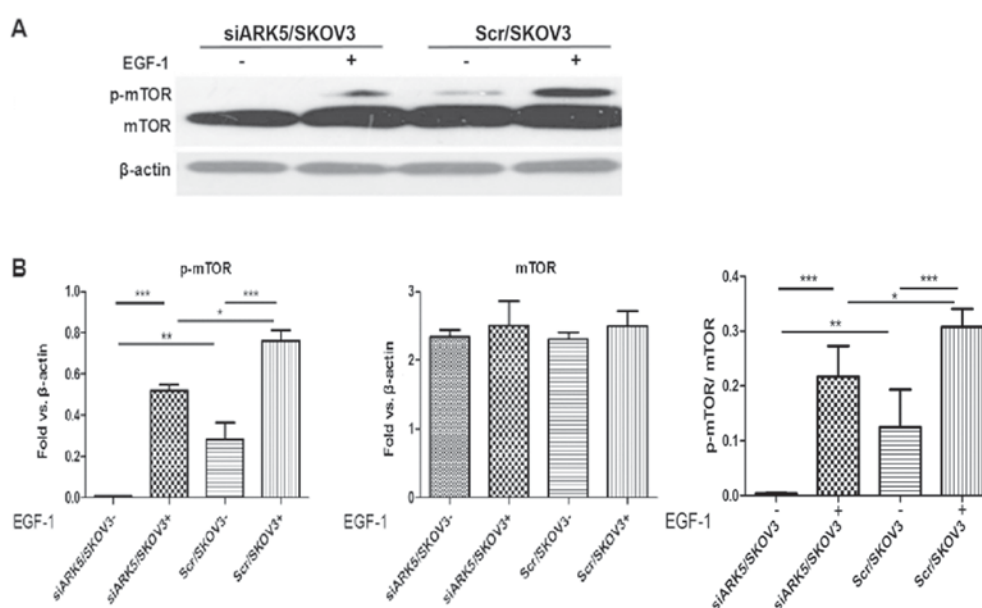 A
siARK5/SKOV3 Scr/SKOV3
EGF-1 - + - +
p-mTOR
mTOR
β-actin
B
p-mTOR
Fold vs. β-actin
1.0
0.8
0.6
0.4
0.2
0.0
*** ***
*
**
EGF-1
siARK5/SKOV3-
siARK5/SKOV3+
Scr/SKOV3-
Scr/SKOV3+
mTOR
Fold vs. β-actin
3
2
1
0
EGF-1
siARK5/SKOV3-
siARK5/SKOV3+
Scr/SKOV3-
Scr/SKOV3+
p-mTOR/ mTOR
0.4
0.3
0.2
0.1
0.0
*** ***
*
**
EGF-1 - + - +
siARK5/SKOV3
siARK5/SKOV3
Scr/SKOV3
Scr/SKOV3